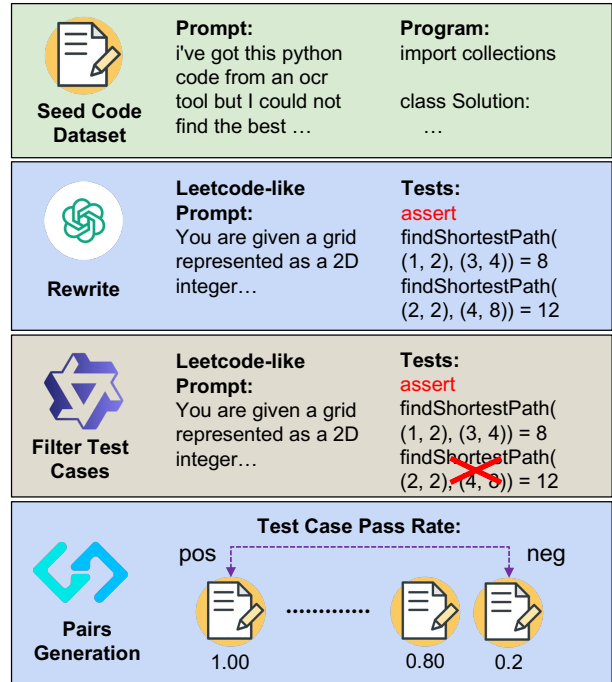 Seed Code
Dataset
Prompt:
i've got this python
code from an ocr
tool but I could not
find the best ...
Program:
import collections
class Solution:
...
Rewrite
Leetcode-like
Prompt:
You are given a grid
represented as a 2D
integer...
Tests:
assert
findShortestPath(
(1, 2), (3, 4)) = 8
findShortestPath(
(2, 2), (4, 8)) = 12
Filter Test
Cases
Leetcode-like
Prompt:
You are given a grid
represented as a 2D
integer...
Tests:
assert
findShortestPath(
(1, 2), (3, 4)) = 8
findShortestPath(
(2, 2), (4, 8)) = 12
Pairs
Generation
Test Case Pass Rate:
pos
neg
.............
1.00
0.80
0.2